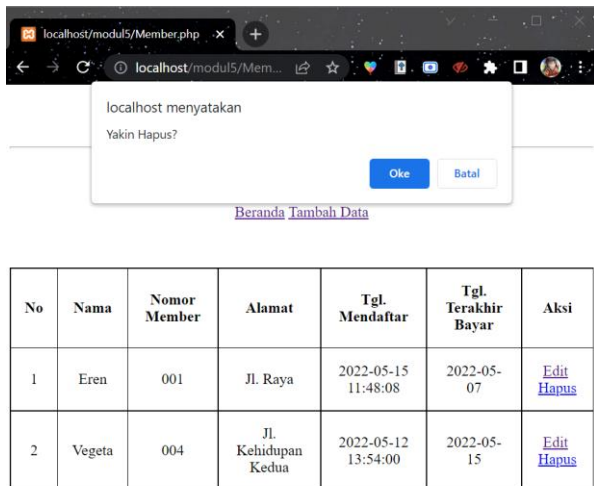 localhost/modul5/Member.php
localhost/modul5/Mem...
localhost menyatakan
Yakin Hapus?
Oke Batal
Beranda Tambah Data
No Nama Nomor Member Alamat Tgl. Mendaftar Tgl. Terakhir Bayar Aksi
1 Eren 001 Jl. Raya 2022-05-15 11:48:08 2022-05-07 Edit Hapus
2 Vegeta 004 Jl. Kehidupan Kedua 2022-05-12 13:54:00 2022-05-15 Edit Hapus